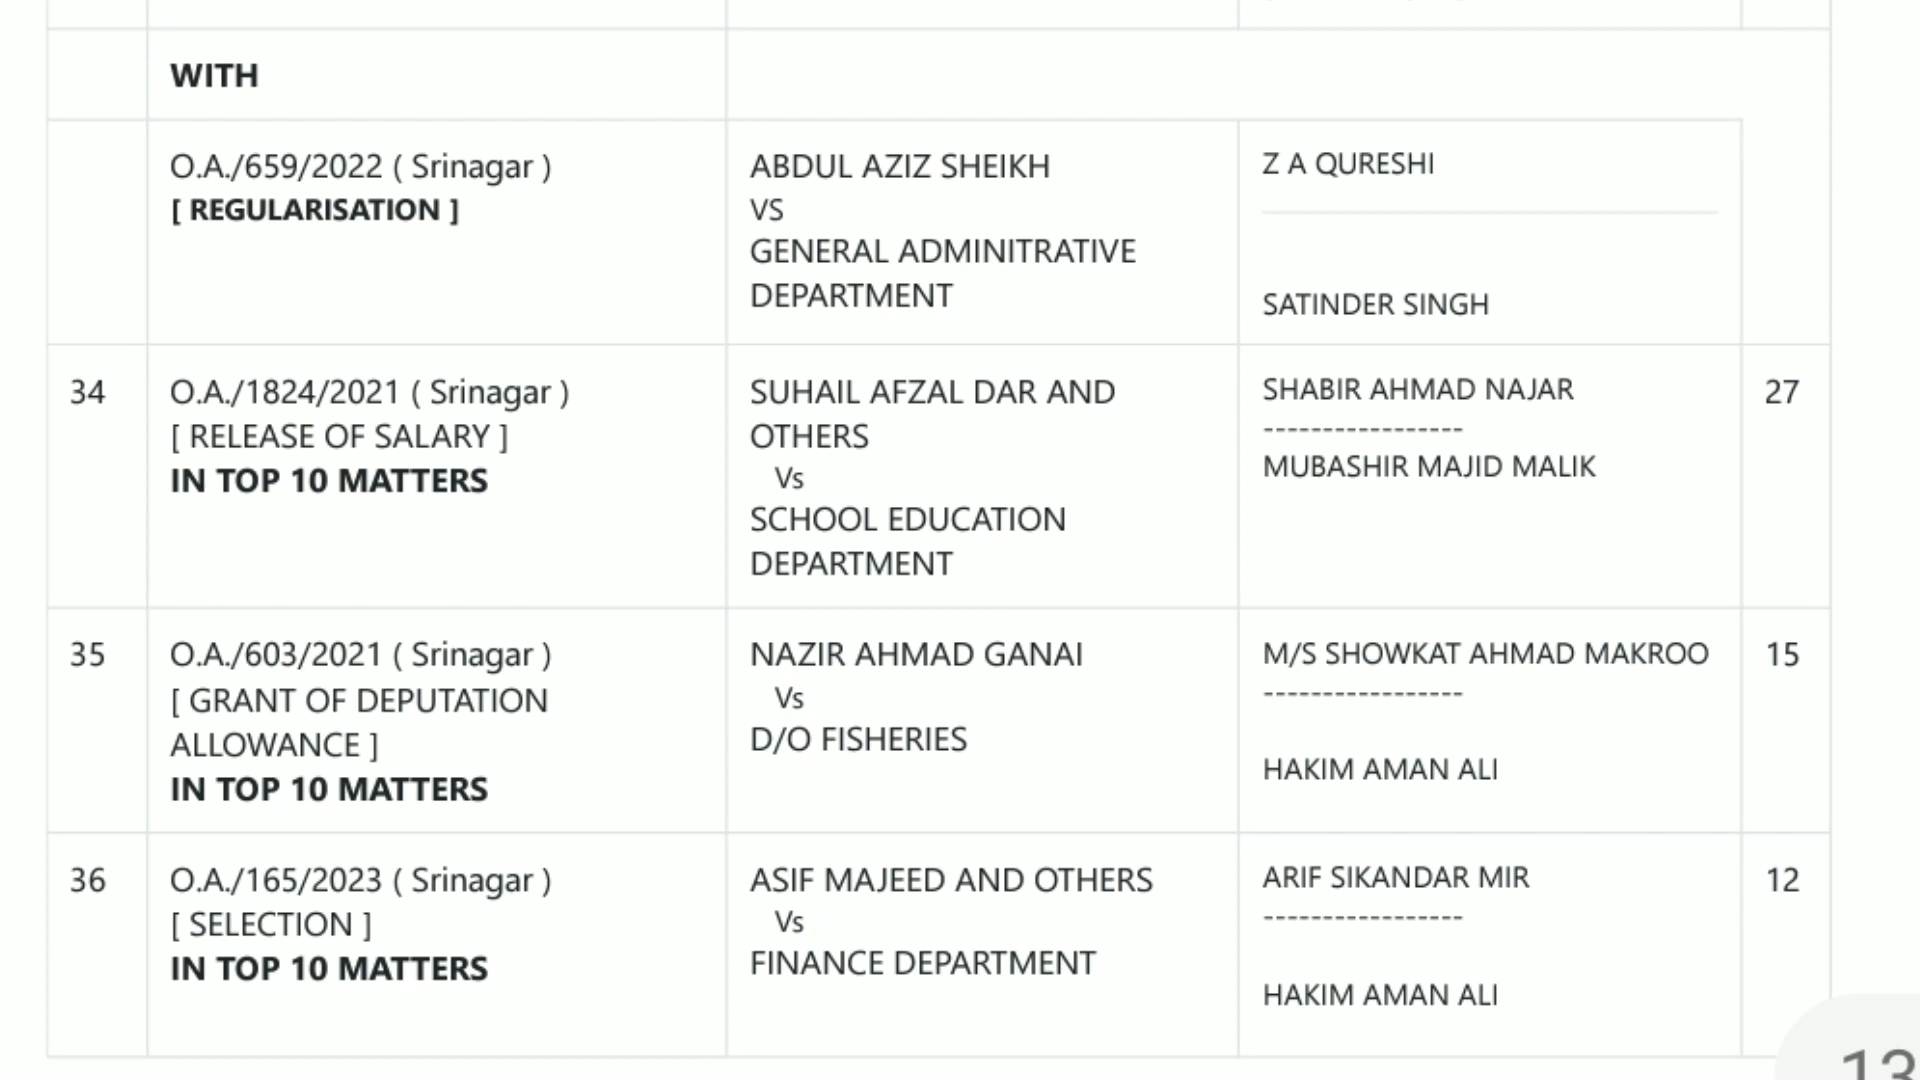 WITH
O.A./659/2022 ( Srinagar )
[ REGULARISATION ]
ABDUL AZIZ SHEIKH
VS
GENERAL ADMINITRATIVE
DEPARTMENT
Z A QURESHI
SATINDER SINGH
34
O.A./1824/2021 ( Srinagar )
[ RELEASE OF SALARY ]
IN TOP 10 MATTERS
SUHAIL AFZAL DAR AND
OTHERS
Vs
SCHOOL EDUCATION
DEPARTMENT
SHABIR AHMAD NAJAR
-----------------
MUBASHIR MAJID MALIK
27
35
O.A./603/2021 ( Srinagar )
[ GRANT OF DEPUTATION
ALLOWANCE ]
IN TOP 10 MATTERS
NAZIR AHMAD GANAI
Vs
D/O FISHERIES
M/S SHOWKAT AHMAD MAKROO
-----------------
HAKIM AMAN ALI
15
36
O.A./165/2023 ( Srinagar )
[ SELECTION ]
IN TOP 10 MATTERS
ASIF MAJEED AND OTHERS
Vs
FINANCE DEPARTMENT
ARIF SIKANDAR MIR
-----------------
HAKIM AMAN ALI
12
13